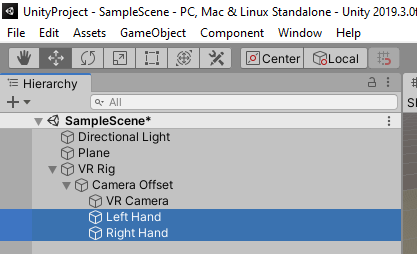 UnityProject - SampleScene - PC, Mac & Linux Standalone - Unity 2019.3.0f
File Edit Assets GameObject Component Window Help
Center Local
Hierarchy
All
SampleScene*
Directional Light
Plane
VR Rig
Camera Offset
VR Camera
Left Hand
Right Hand